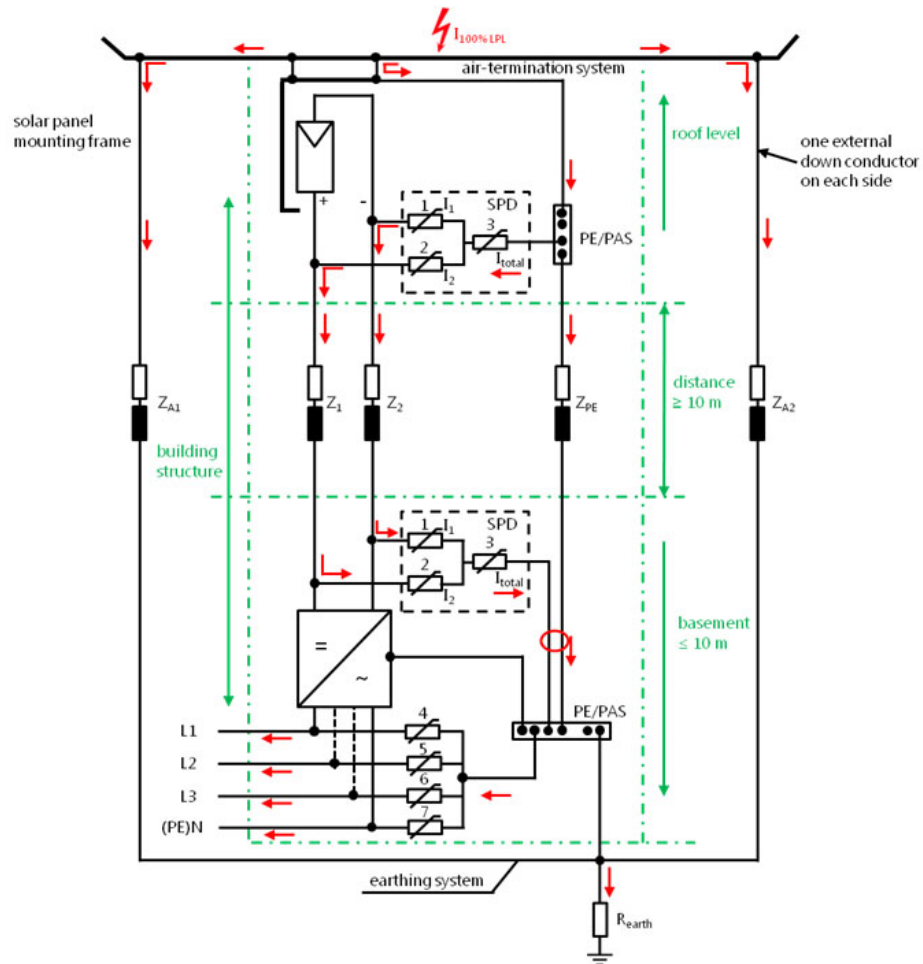 I100% LPL
air-termination system
solar panel
mounting frame
roof level
one external
down conductor
on each side
+
-
1
I1
SPD
3
2
I2
Itotal
PE/PAS
ZA1
Z1
Z2
ZPE
ZA2
distance
≥ 10 m
building
structure
1
I1
SPD
3
2
I2
Itotal
basement
≤ 10 m
=
~
PE/PAS
L1
4
L2
5
L3
6
(PE)N
7
earthing system
Rearth